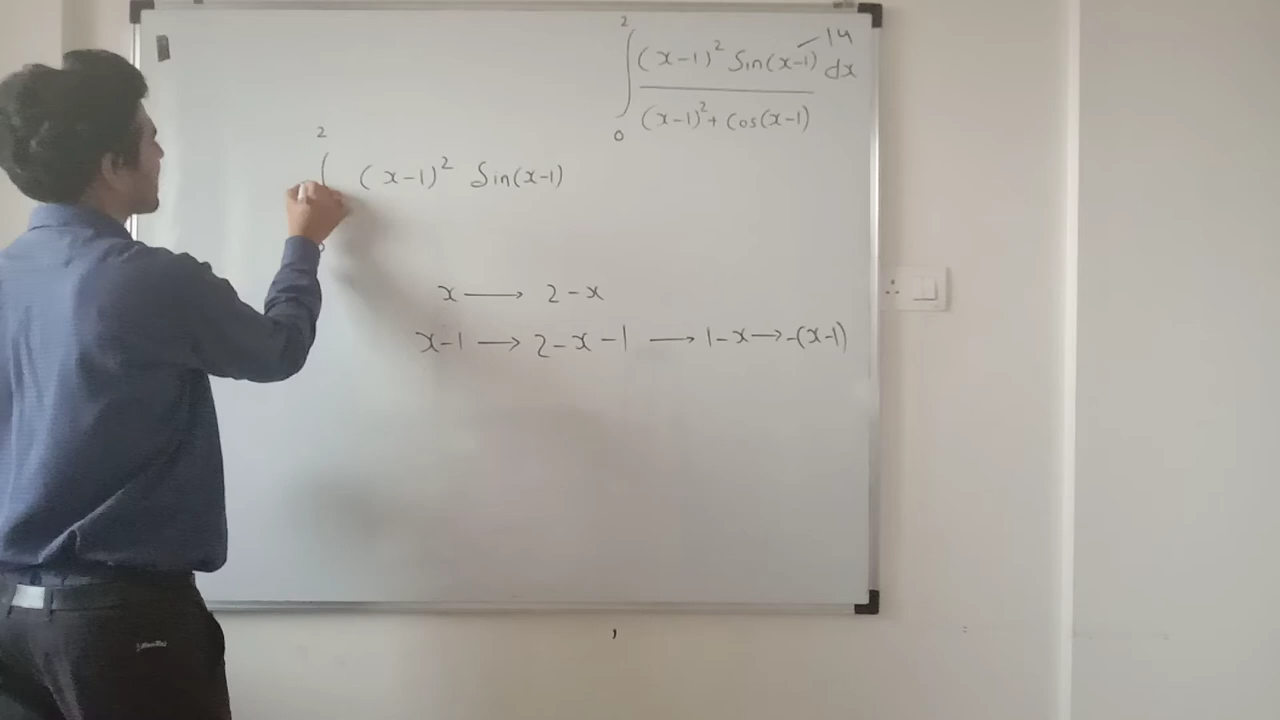 2
∫ (x-1)² Sin(x-1) 14
dx
(x-1)² + Cos(x-1)
0
2
( (x-1)² Sin(x-1)
x → 2-x
x-1 → 2-x-1 → 1-x → -(x-1)